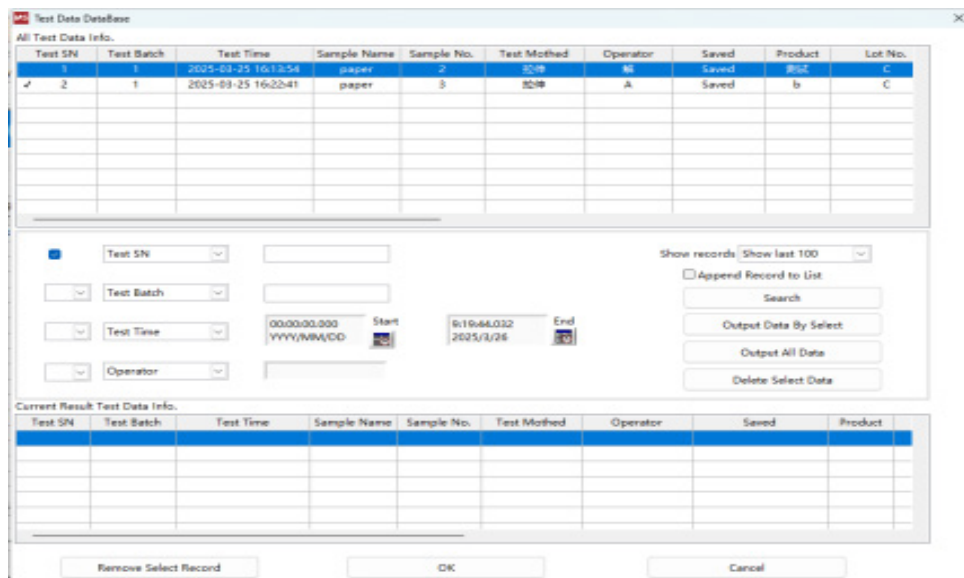 Test Data DataBase
All Test Data Info.
Test SN Test Batch Test Time Sample Name Sample No. Test Mothed Operator Saved Product Lot No.
1 1 2025-03-25 16:13:54 paper 2 拉伸 Saved 測試 C
✓ 2 1 2025-03-25 16:22:41 paper 3 拉伸 A Saved b C
Test SN Show records Show last 100
Append Record to List
Test Batch Search
Test Time 00:00:00.000 Start 9:19:44.032 End Output Data By Select
YYYY/MM/DD 2025/3/26
Output All Data
Operator Delete Select Data
Current Result Test Data Info.
Test SN Test Batch Test Time Sample Name Sample No. Test Mothed Operator Saved Product
Remove Select Record OK Cancel